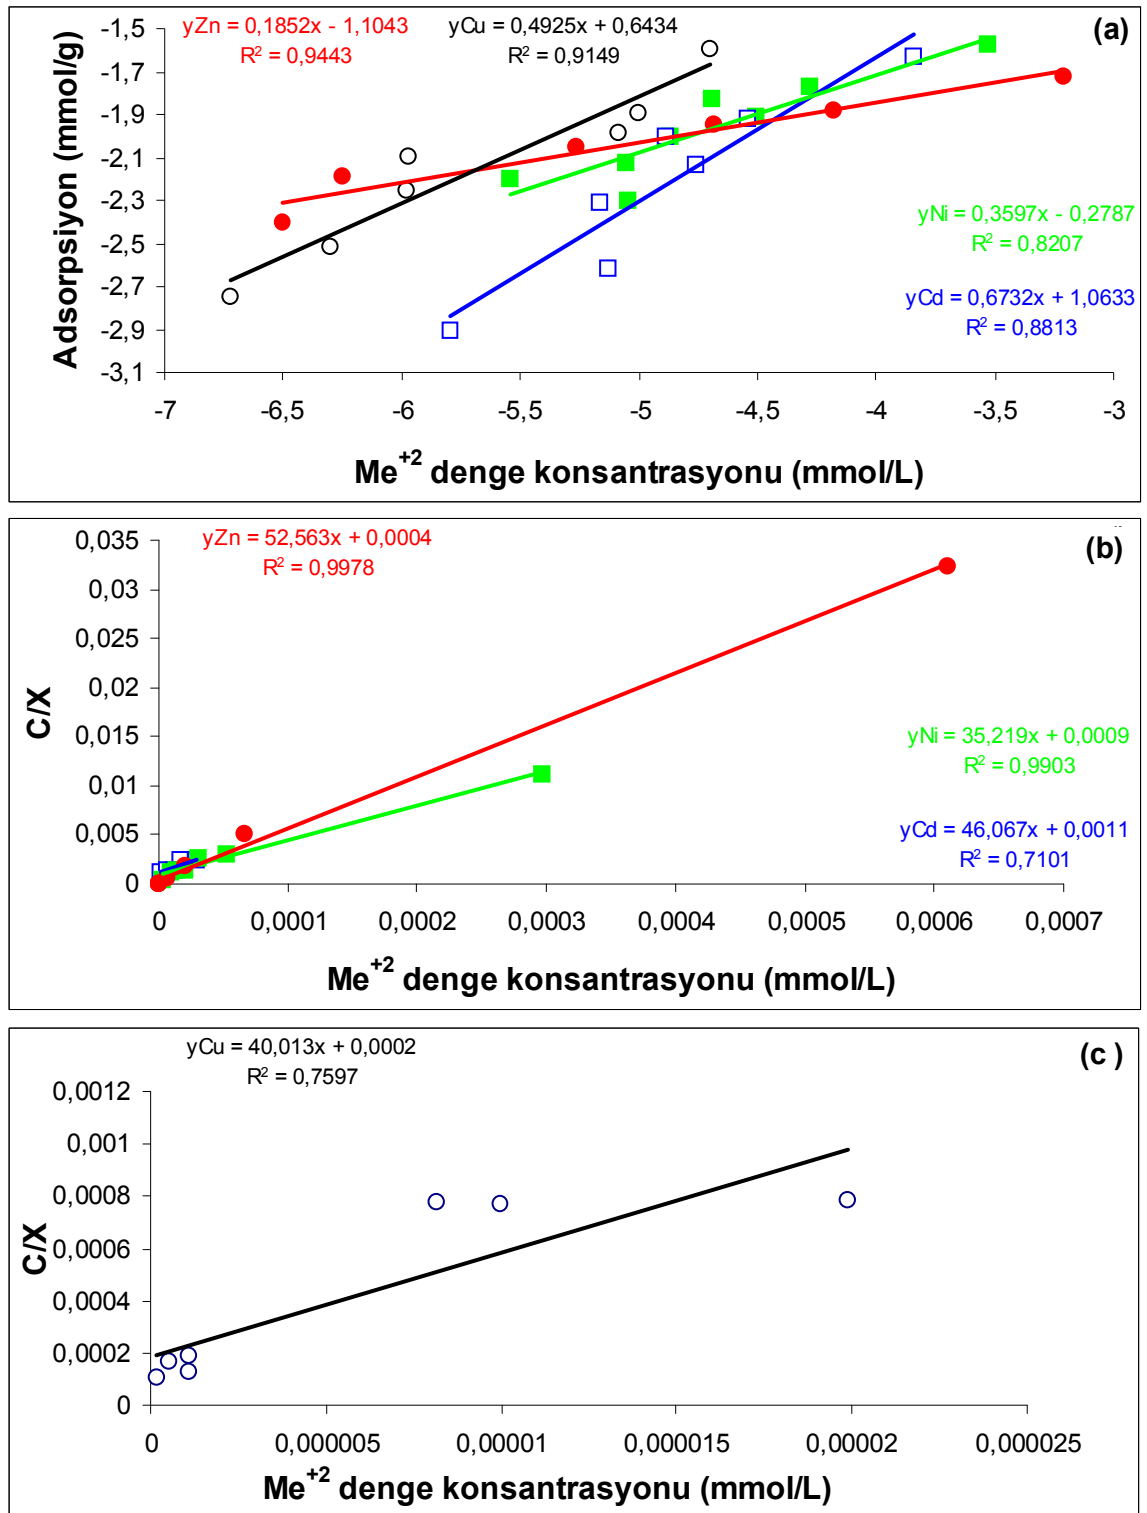 yZn = 0,1852x - 1,1043
R² = 0,9443
yCu = 0,4925x + 0,6434
R² = 0,9149
(a)
Adsorpsiyon (mmol/g)
-1,5
-1,7
-1,9
-2,1
-2,3
-2,5
-2,7
-2,9
-3,1
yNi = 0,3597x - 0,2787
R² = 0,8207
yCd = 0,6732x + 1,0633
R² = 0,8813
-7 -6,5 -6 -5,5 -5 -4,5 -4 -3,5 -3
Me⁺² denge konsantrasyonu (mmol/L)
yZn = 52,563x + 0,0004
R² = 0,9978
(b)
C/X
0,035
0,03
0,025
0,02
0,015
0,01
0,005
0
yNi = 35,219x + 0,0009
R² = 0,9903
yCd = 46,067x + 0,0011
R² = 0,7101
0 0,0001 0,0002 0,0003 0,0004 0,0005 0,0006 0,0007
Me⁺² denge konsantrasyonu (mmol/L)
yCu = 40,013x + 0,0002
R² = 0,7597
(c )
C/X
0,0012
0,001
0,0008
0,0006
0,0004
0,0002
0
0 0,000005 0,00001 0,000015 0,00002 0,000025
Me⁺² denge konsantrasyonu (mmol/L)